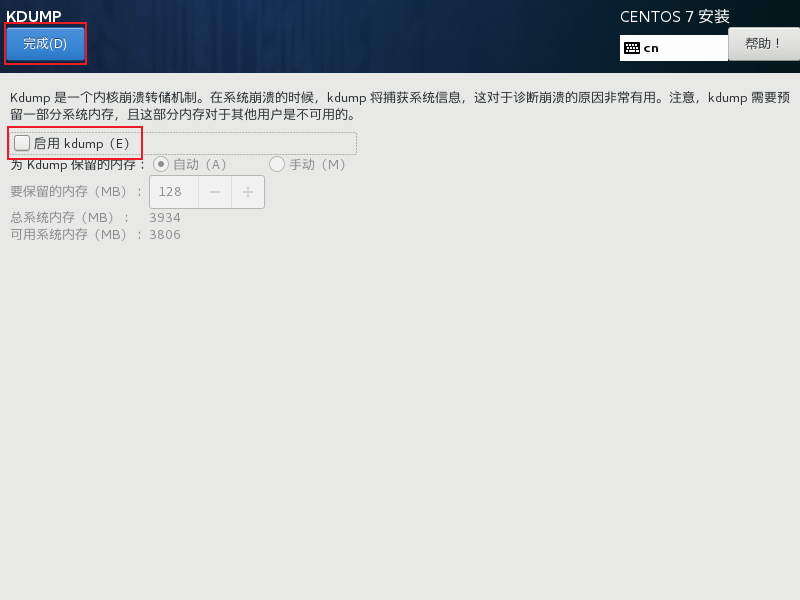 KDUMP
CENTOS 7 安装
完成(D)
cn
帮助！
Kdump 是一个内核崩溃转储机制。在系统崩溃的时候，kdump 将捕获系统信息，这对于诊断崩溃的原因非常有用。注意，kdump 需要预
留一部分系统内存，且这部分内存对于其他用户是不可用的。
启用 kdump（E）
为 Kdump 保留的内存： 自动（A） 手动（M）
要保留的内存（MB）： 128 － ＋
总系统内存（MB）： 3934
可用系统内存（MB）： 3806